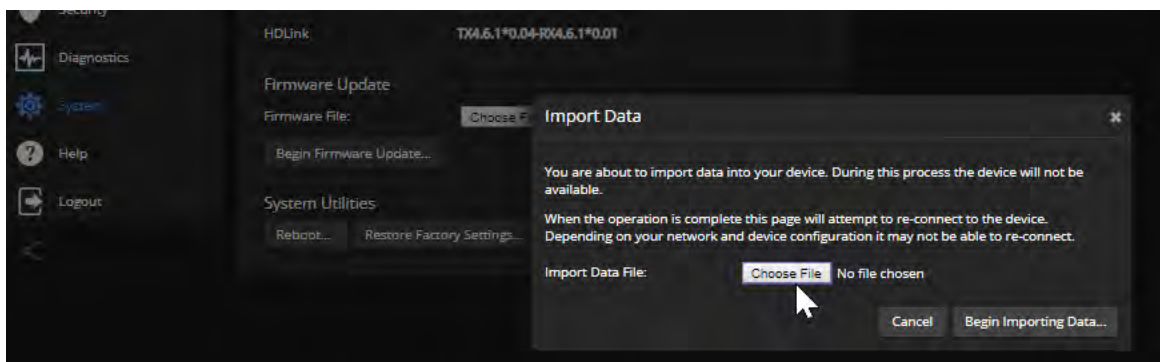 Security
HDLink TX4.6.1*0.04-RX4.6.1*0.01
Diagnostics
Firmware Update
System
Firmware File: Choose F
Import Data
Help
Begin Firmware Update...
You are about to import data into your device. During this process the device will not be
available.
Logout
System Utilities
When the operation is complete this page will attempt to re-connect to the device.
Depending on your network and device configuration it may not be able to re-connect.
Reboot... Restore Factory Settings...
Import Data File: Choose File No file chosen
Cancel Begin Importing Data...